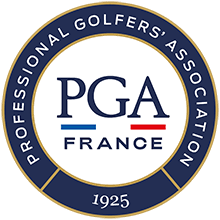 PROFESSIONAL GOLFERS' ASSOCIATION
PGA
FRANCE
1925